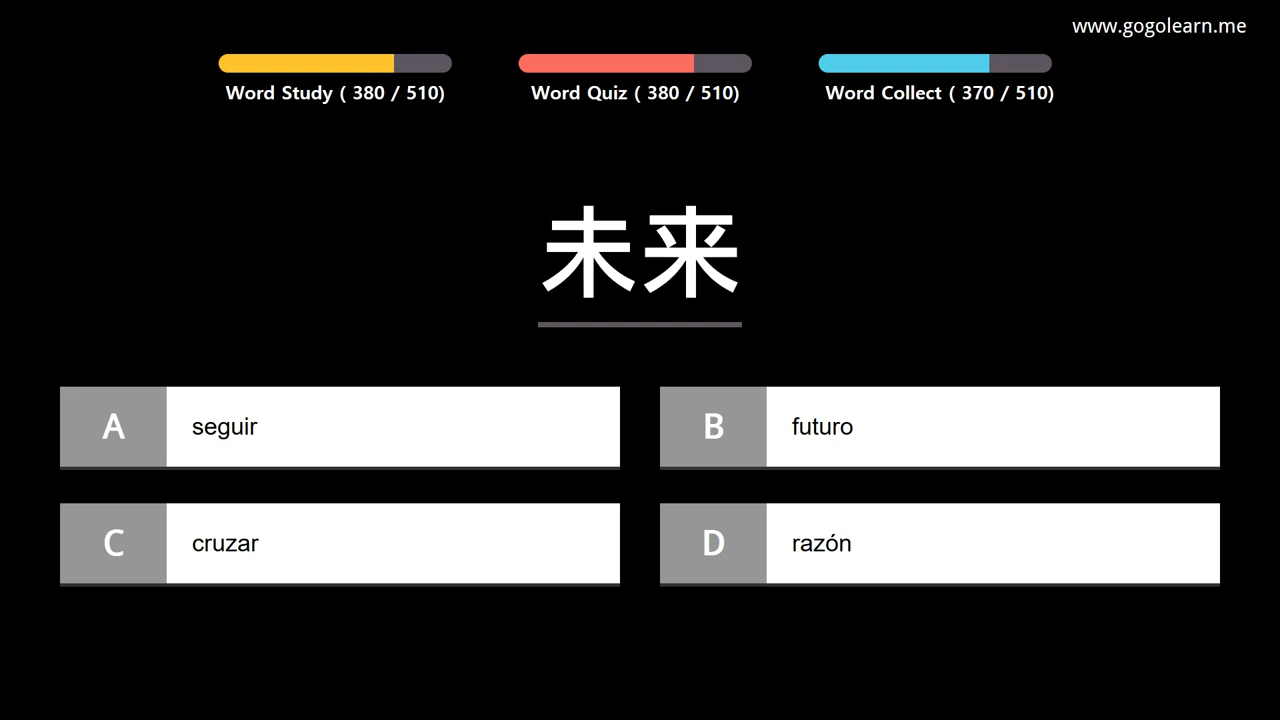 www.gogolearn.me
Word Study ( 380 / 510)
Word Quiz ( 380 / 510)
Word Collect ( 370 / 510)
未来
A seguir
B futuro
C cruzar
D razón